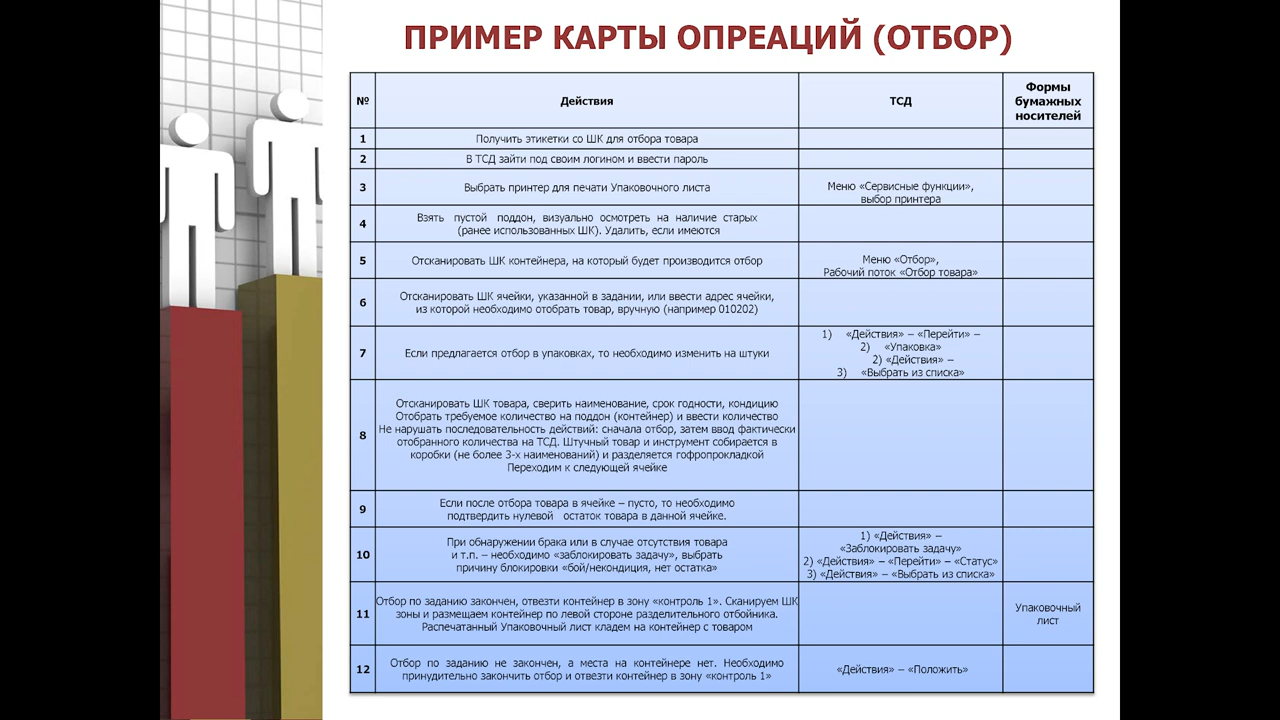 ПРИМЕР КАРТЫ ОПРЕАЦИЙ (ОТБОР)
№
Действия
ТСД
Формы
бумажных
носителей
1
Получить этикетки со ШК для отбора товара
2
В ТСД зайти под своим логином и ввести пароль
3
Выбрать принтер для печати Упаковочного листа
Меню «Сервисные функции»,
выбор принтера
4
Взять пустой поддон, визуально осмотреть на наличие старых
(ранее использованных ШК). Удалить, если имеются
5
Отсканировать ШК контейнера, на который будет производится отбор
Меню «Отбор»,
Рабочий поток «Отбор товара»
6
Отсканировать ШК ячейки, указанной в задании, или ввести адрес ячейки,
из которой необходимо отобрать товар, вручную (например 010202)
7
Если предлагается отбор в упаковках, то необходимо изменить на штуки
1) «Действия» – «Перейти» –
2) «Упаковка»
2) «Действия» –
3) «Выбрать из списка»
8
Отсканировать ШК товара, сверить наименование, срок годности, кондицию
Отобрать требуемое количество на поддон (контейнер) и ввести количество
Не нарушать последовательность действий: сначала отбор, затем ввод фактически
отобранного количества на ТСД. Штучный товар и инструмент собирается в
коробки (не более 3-х наименований) и разделяется гофропрокладкой
Переходим к следующей ячейке
9
Если после отбора товара в ячейке – пусто, то необходимо
подтвердить нулевой остаток товара в данной ячейке.
10
При обнаружении брака или в случае отсутствия товара
и т.п. – необходимо «заблокировать задачу», выбрать
причину блокировки «бой/некондиция, нет остатка»
1) «Действия» –
«Заблокировать задачу»
2) «Действия» – «Перейти» – «Статус»
3) «Действия» – «Выбрать из списка»
11
Отбор по заданию закончен, отвезти контейнер в зону «контроль 1». Сканируем ШК
зоны и размещаем контейнер по левой стороне разделительного отбойника.
Распечатанный Упаковочный лист кладем на контейнер с товаром
Упаковочный
лист
12
Отбор по заданию не закончен, а места на контейнере нет. Необходимо
принудительно закончить отбор и отвезти контейнер в зону «контроль 1»
«Действия» – «Положить»